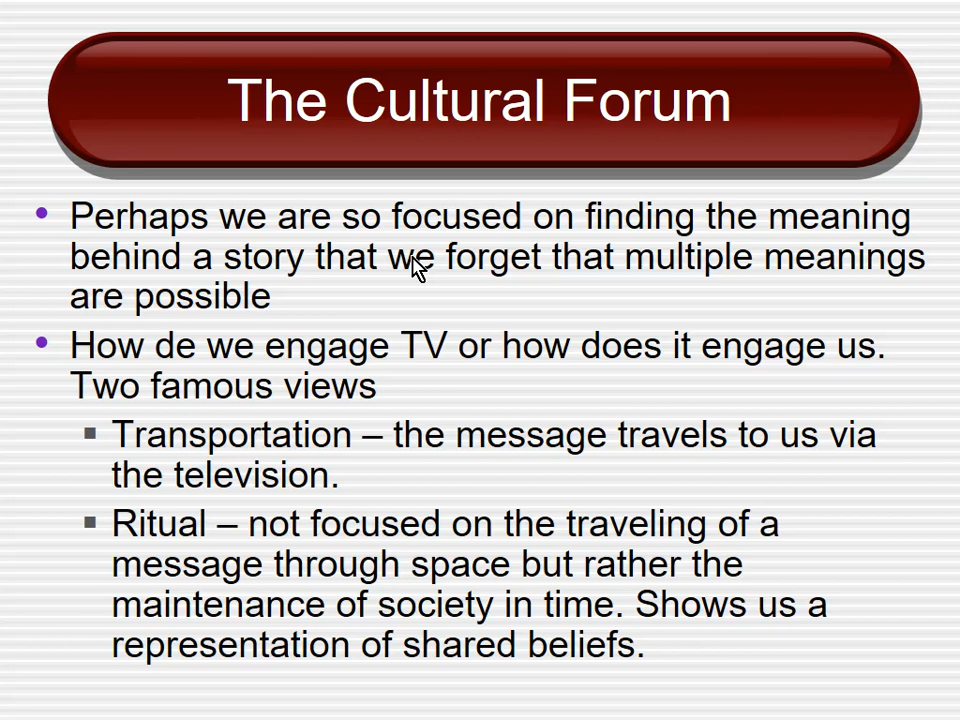 The Cultural Forum
• Perhaps we are so focused on finding the meaning
behind a story that we forget that multiple meanings
are possible
• How de we engage TV or how does it engage us.
Two famous views
▪ Transportation – the message travels to us via
the television.
▪ Ritual – not focused on the traveling of a
message through space but rather the
maintenance of society in time. Shows us a
representation of shared beliefs.